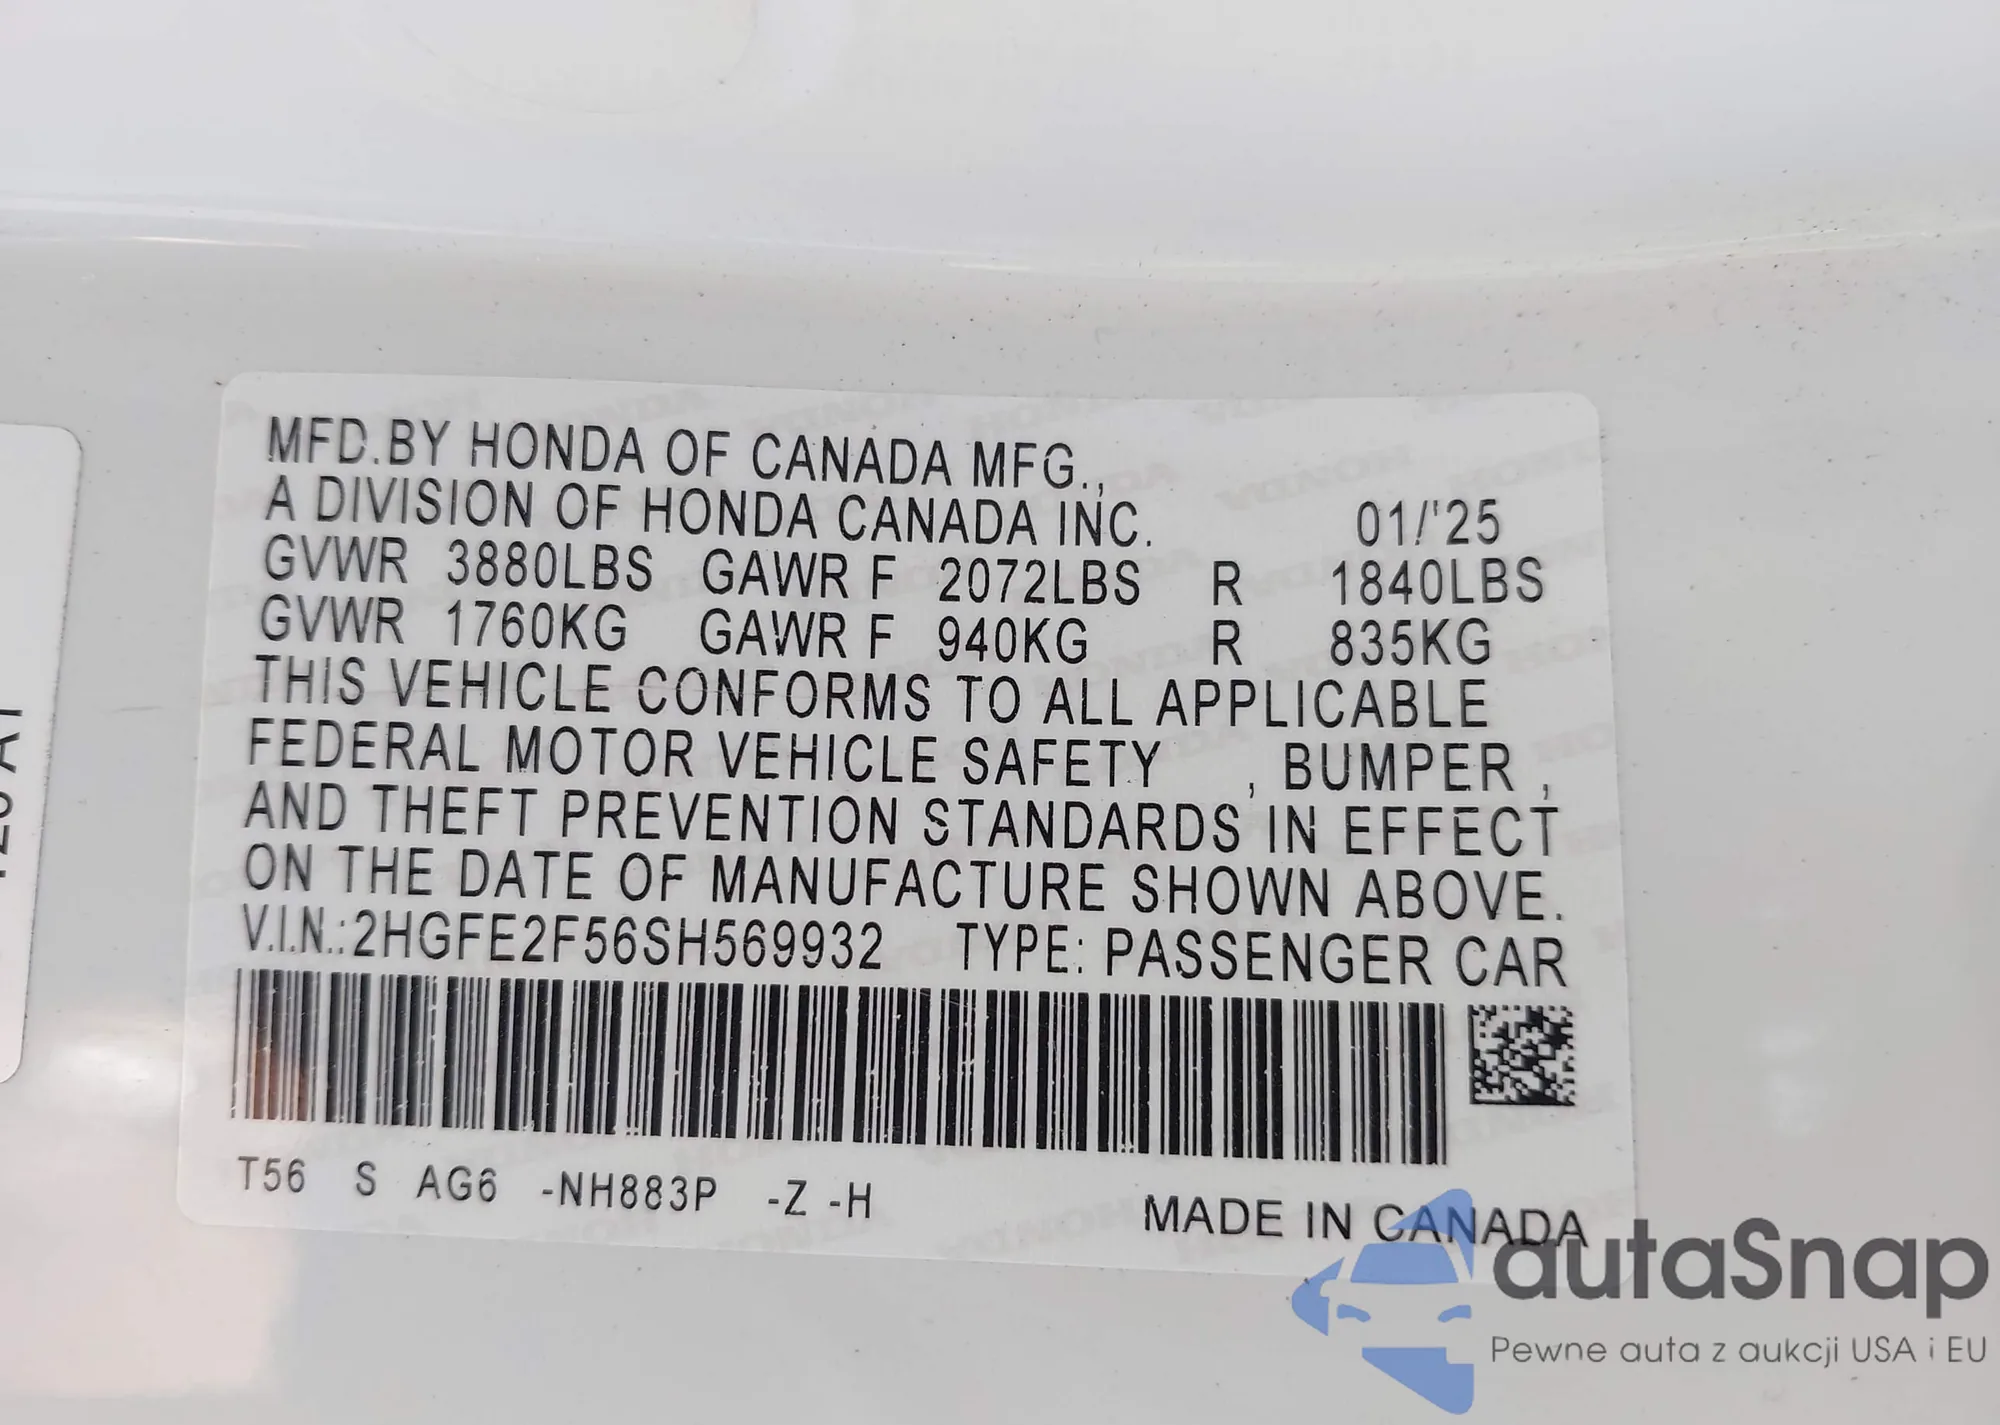 MFD.BY HONDA OF CANADA MFG.,
A DIVISION OF HONDA CANADA INC. 01/'25
GVWR 3880LBS GAWR F 2072LBS R 1840LBS
GVWR 1760KG GAWR F 940KG R 835KG
THIS VEHICLE CONFORMS TO ALL APPLICABLE
FEDERAL MOTOR VEHICLE SAFETY , BUMPER ,
AND THEFT PREVENTION STANDARDS IN EFFECT
ON THE DATE OF MANUFACTURE SHOWN ABOVE.
V.I.N.:2HGFE2F56SH569932 TYPE: PASSENGER CAR
T56 S AG6 -NH883P -Z -H
MADE IN CANADA
autaSnap
Pewne auta z aukcji USA i EU